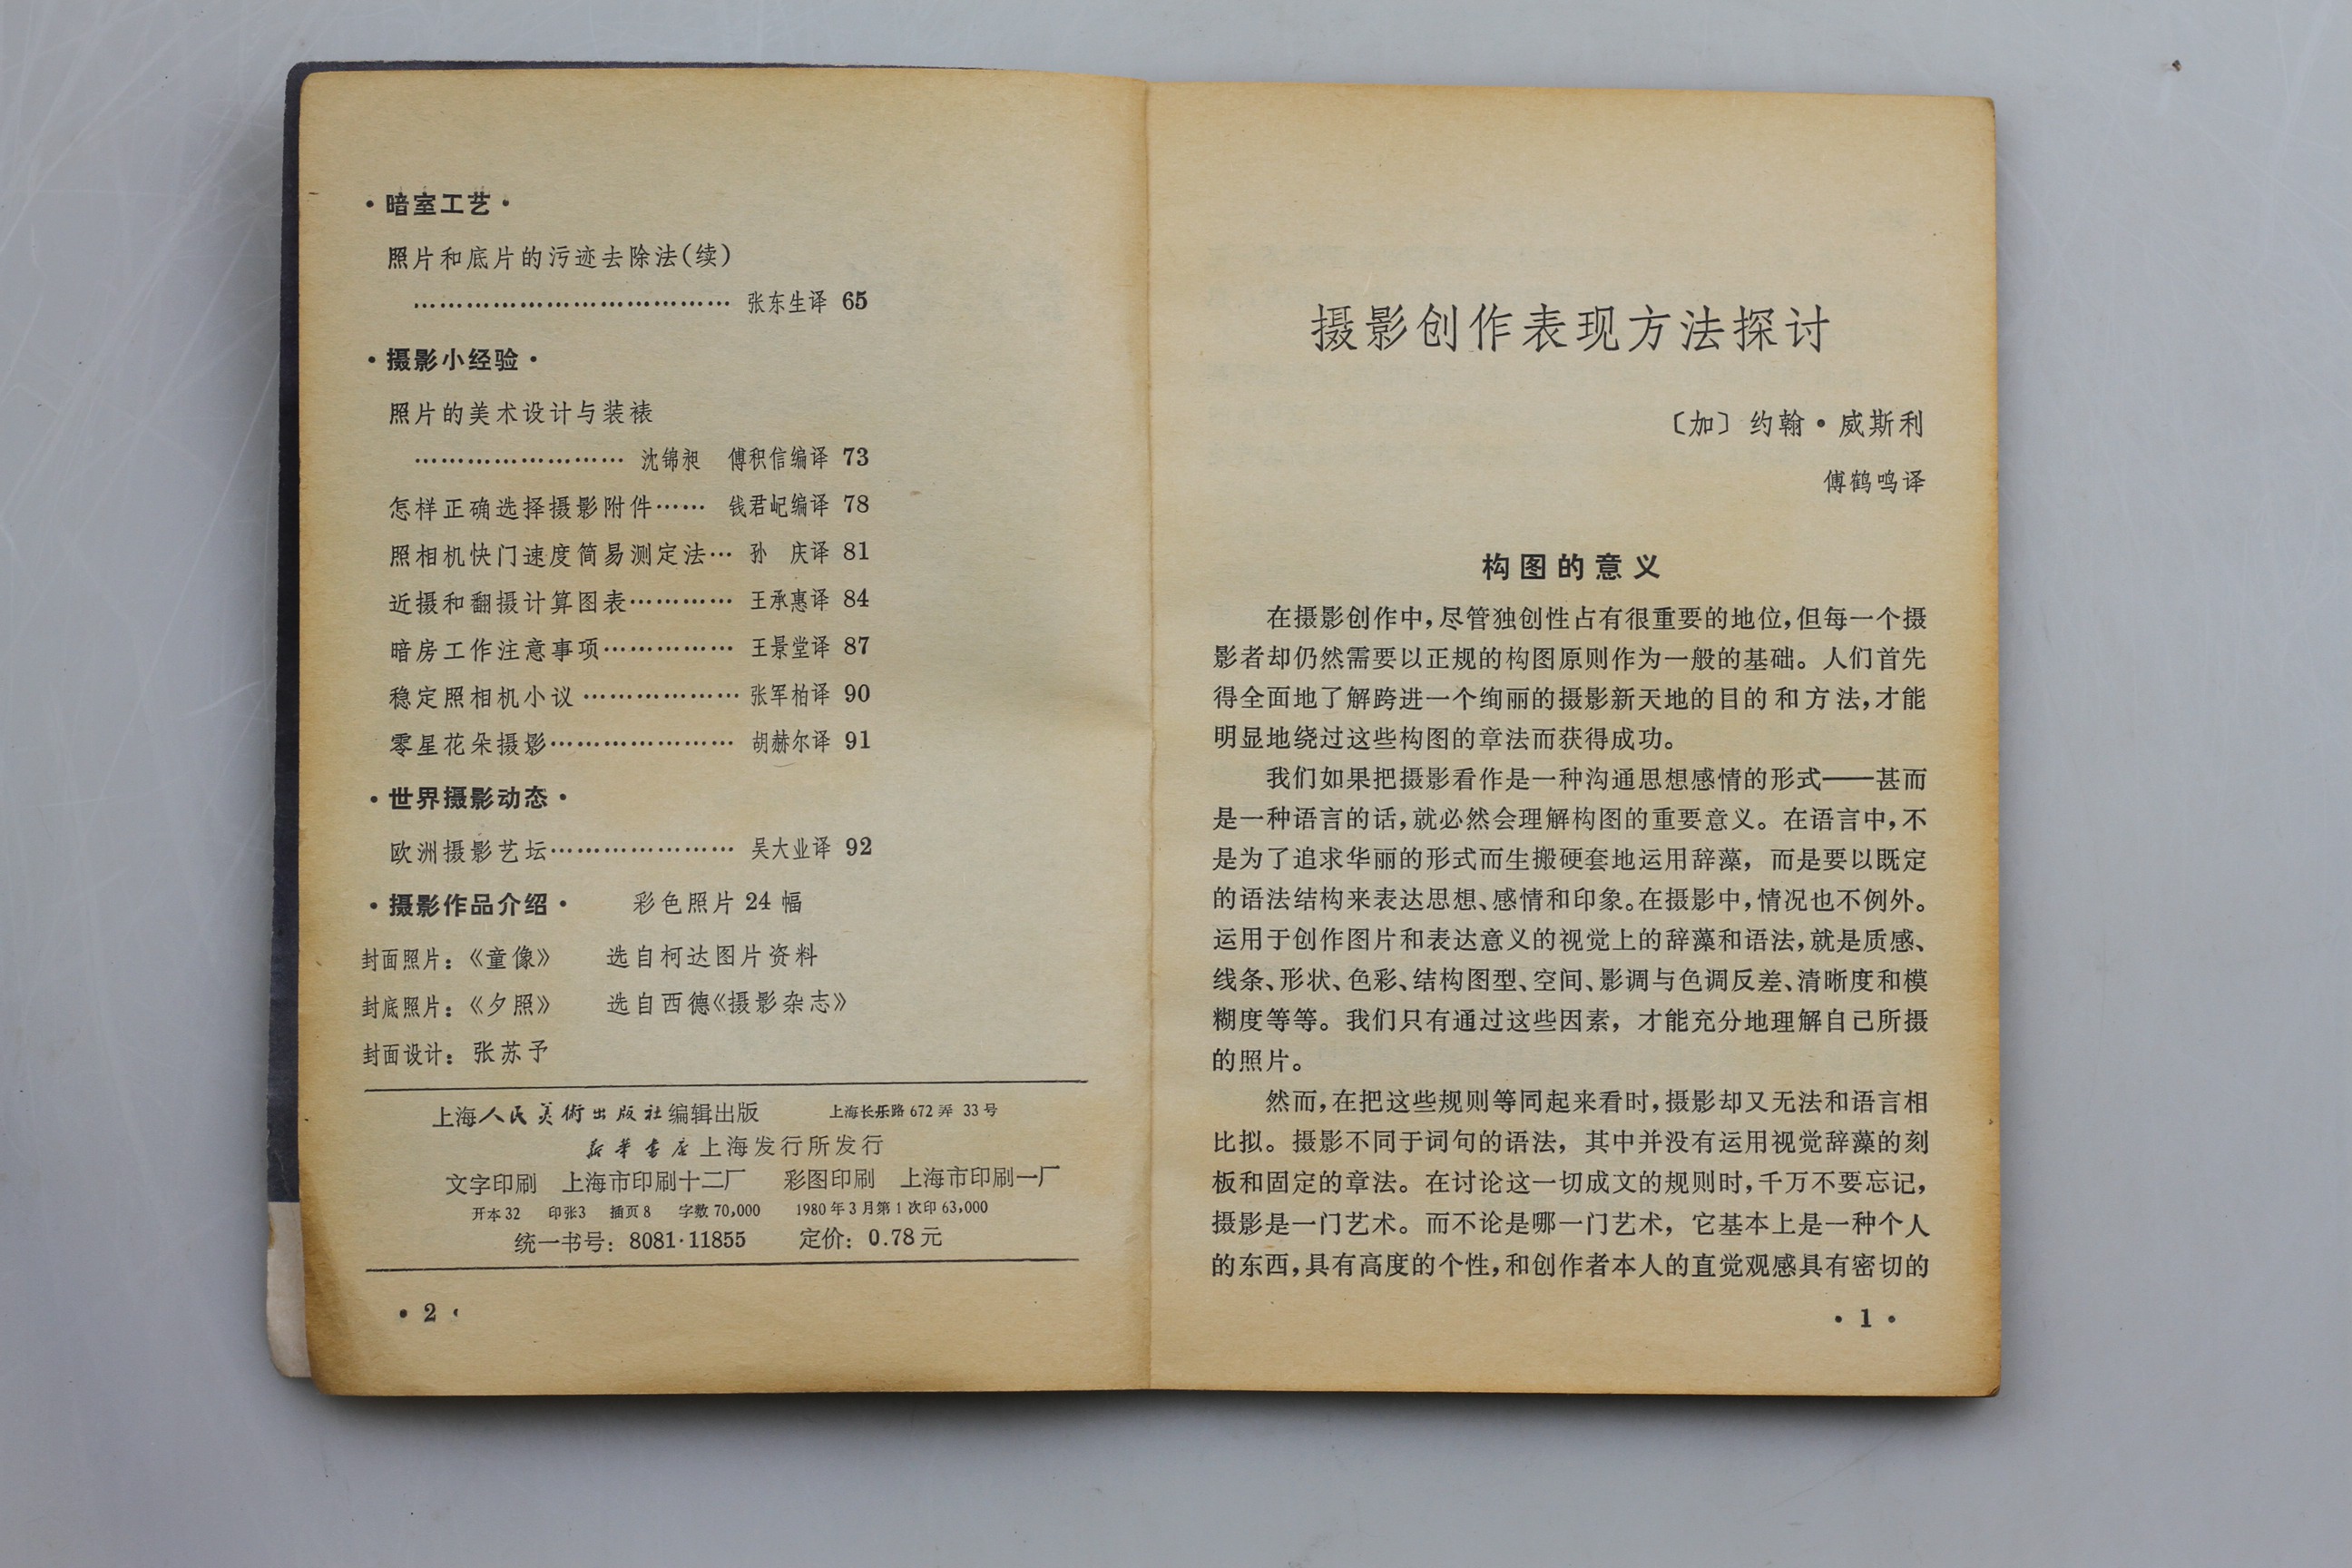 ·暗室工艺·
照片和底片的污迹去除法(续)
………………………………张东生译 65
·摄影小经验·
照片的美术设计与装裱
……………………沈锦昶 傅积信编译 73
怎样正确选择摄影附件……钱君屺编译 78
照相机快门速度简易测定法…孙 庆译 81
近摄和翻摄计算图表…………王承惠译 84
暗房工作注意事项……………王景堂译 87
稳定照相机小议………………张军柏译 90
零星花朵摄影…………………胡赫尔译 91
·世界摄影动态·
欧洲摄影艺坛…………………吴大业译 92
·摄影作品介绍· 彩色照片 24 幅
封面照片：《童像》 选自柯达图片资料
封底照片：《夕照》 选自西德《摄影杂志》
封面设计：张苏予
上海人民美術出版社编辑出版 上海长乐路 672 弄 33 号
新华书店上海发行所发行
文字印刷 上海市印刷十二厂 彩图印刷 上海市印刷一厂
开本 32 印张 3 插页 8 字数 70,000 1980 年 3 月第 1 次印 63,000
统一书号：8081·11855 定价：0.78 元
·2·
摄影创作表现方法探讨
〔加〕约翰·威斯利
傅鹤鸣译
构图的意义
在摄影创作中，尽管独创性占有很重要的地位，但每一个摄
影者却仍然需要以正规的构图原则作为一般的基础。人们首先
得全面地了解跨进一个绚丽的摄影新天地的目的和方法，才能
明显地绕过这些构图的章法而获得成功。
我们如果把摄影看作是一种沟通思想感情的形式——甚而
是一种语言的话，就必然会理解构图的重要意义。在语言中，不
是为了追求华丽的形式而生搬硬套地运用辞藻，而是要以既定
的语法结构来表达思想、感情和印象。在摄影中，情况也不例外。
运用于创作图片和表达意义的视觉上的辞藻和语法，就是质感、
线条、形状、色彩、结构图型、空间、影调与色调反差、清晰度和模
糊度等等。我们只有通过这些因素，才能充分地理解自己所摄
的照片。
然而，在把这些规则等同起来看时，摄影却又无法和语言相
比拟。摄影不同于词句的语法，其中并没有运用视觉辞藻的刻
板和固定的章法。在讨论这一切成文的规则时，千万不要忘记，
摄影是一门艺术。而不论是哪一门艺术，它基本上是一种个人
的东西，具有高度的个性，和创作者本人的直觉观感具有密切的
·1·